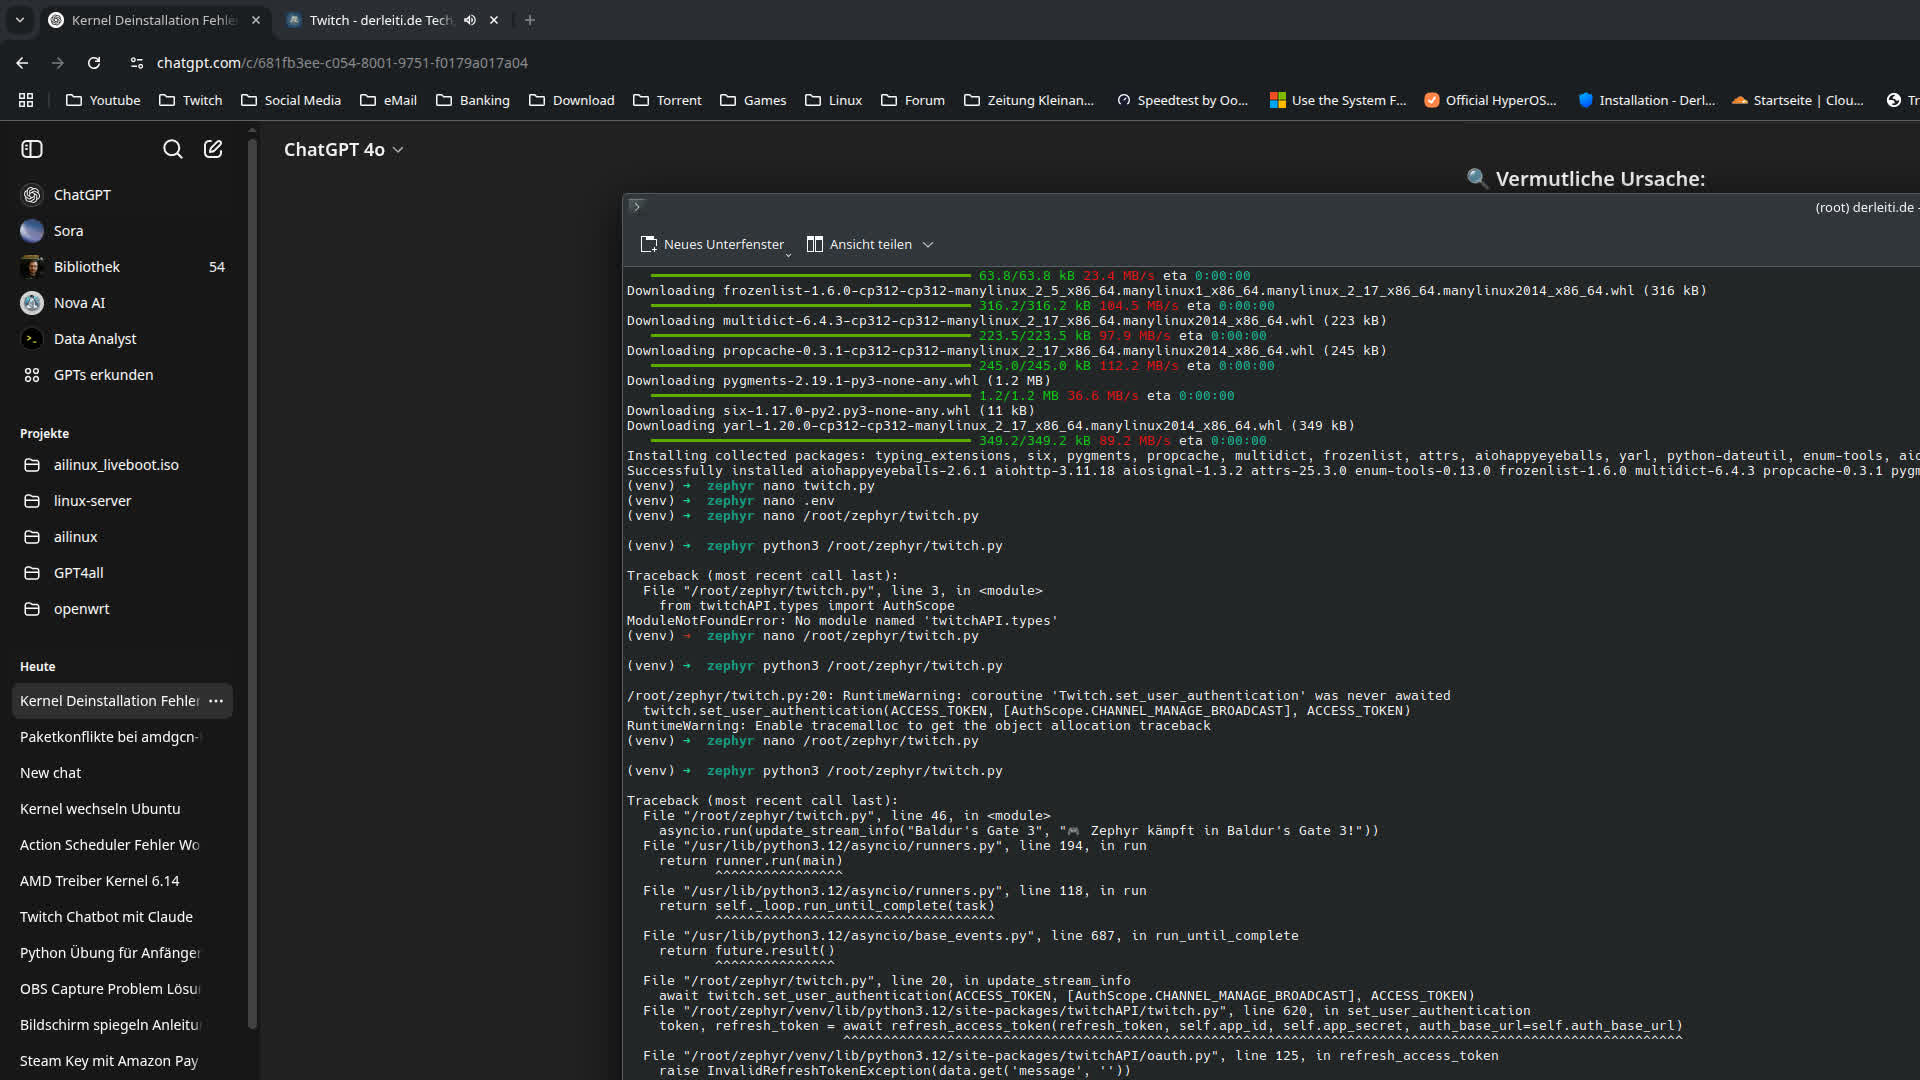 Kernel Deinstallation Fehle
Twitch - derleiti.de Tech
chatgpt.com/c/681fb3ee-c054-8001-9751-f0179a017a04
Youtube
Twitch
Social Media
eMail
Banking
Download
Torrent
Games
Linux
Forum
Zeitung Kleinan...
Speedtest by Oo...
Use the System F...
Official HyperOS...
Installation - Derl...
Startseite | Clou...
Tr
ChatGPT
Sora
Bibliothek 54
Nova AI
Data Analyst
GPTs erkunden
Projekte
ailinux_liveboot.iso
linux-server
ailinux
GPT4all
openwrt
Heute
Kernel Deinstallation Fehler
Paketkonflikte bei amdgcn-
New chat
Kernel wechseln Ubuntu
Action Scheduler Fehler Wo
AMD Treiber Kernel 6.14
Twitch Chatbot mit Claude
Python Übung für Anfänger
OBS Capture Problem Lösu
Bildschirm spiegeln Anleitu
Steam Key mit Amazon Pay
ChatGPT 4o
🔍 Vermutliche Ursache:
(root) derleiti.de
Neues Unterfenster
Ansicht teilen
63.8/63.8 kB 23.4 MB/s eta 0:00:00
Downloading frozenlist-1.6.0-cp312-cp312-manylinux_2_5_x86_64.manylinux1_x86_64.manylinux_2_17_x86_64.manylinux2014_x86_64.whl (316 kB)
316.2/316.2 kB 104.5 MB/s eta 0:00:00
Downloading multidict-6.4.3-cp312-cp312-manylinux_2_17_x86_64.manylinux2014_x86_64.whl (223 kB)
223.5/223.5 kB 97.9 MB/s eta 0:00:00
Downloading propcache-0.3.1-cp312-cp312-manylinux_2_17_x86_64.manylinux2014_x86_64.whl (245 kB)
245.0/245.0 kB 112.2 MB/s eta 0:00:00
Downloading pygments-2.19.1-py3-none-any.whl (1.2 MB)
1.2/1.2 MB 36.6 MB/s eta 0:00:00
Downloading six-1.17.0-py2.py3-none-any.whl (11 kB)
Downloading yarl-1.20.0-cp312-cp312-manylinux_2_17_x86_64.manylinux2014_x86_64.whl (349 kB)
349.2/349.2 kB 89.2 MB/s eta 0:00:00
Installing collected packages: typing_extensions, six, pygments, propcache, multidict, frozenlist, attrs, aiohappyeyeballs, yarl, python-dateutil, enum-tools, aio
Successfully installed aiohappyeyeballs-2.6.1 aiohttp-3.11.18 aiosignal-1.3.2 attrs-25.3.0 enum-tools-0.13.0 frozenlist-1.6.0 multidict-6.4.3 propcache-0.3.1 pygm
(venv) ➜  zephyr nano twitch.py
(venv) ➜  zephyr nano .env
(venv) ➜  zephyr nano /root/zephyr/twitch.py
(venv) ➜  zephyr python3 /root/zephyr/twitch.py
Traceback (most recent call last):
  File "/root/zephyr/twitch.py", line 3, in <module>
    from twitchAPI.types import AuthScope
ModuleNotFoundError: No module named 'twitchAPI.types'
(venv) ➜  zephyr nano /root/zephyr/twitch.py
(venv) ➜  zephyr python3 /root/zephyr/twitch.py
/root/zephyr/twitch.py:20: RuntimeWarning: coroutine 'Twitch.set_user_authentication' was never awaited
  twitch.set_user_authentication(ACCESS_TOKEN, [AuthScope.CHANNEL_MANAGE_BROADCAST], ACCESS_TOKEN)
RuntimeWarning: Enable tracemalloc to get the object allocation traceback
(venv) ➜  zephyr nano /root/zephyr/twitch.py
(venv) ➜  zephyr python3 /root/zephyr/twitch.py
Traceback (most recent call last):
  File "/root/zephyr/twitch.py", line 46, in <module>
    asyncio.run(update_stream_info("Baldur's Gate 3", "🎮 Zephyr kämpft in Baldur's Gate 3!"))
  File "/usr/lib/python3.12/asyncio/runners.py", line 194, in run
    return runner.run(main)
           ^^^^^^^^^^^^^^^^
  File "/usr/lib/python3.12/asyncio/runners.py", line 118, in run
    return self._loop.run_until_complete(task)
           ^^^^^^^^^^^^^^^^^^^^^^^^^^^^^^^^^^^
  File "/usr/lib/python3.12/asyncio/base_events.py", line 687, in run_until_complete
    return future.result()
           ^^^^^^^^^^^^^^^
  File "/root/zephyr/twitch.py", line 20, in update_stream_info
    await twitch.set_user_authentication(ACCESS_TOKEN, [AuthScope.CHANNEL_MANAGE_BROADCAST], ACCESS_TOKEN)
  File "/root/zephyr/venv/lib/python3.12/site-packages/twitchAPI/twitch.py", line 620, in set_user_authentication
    token, refresh_token = await refresh_access_token(refresh_token, self.app_id, self.app_secret, auth_base_url=self.auth_base_url)
                           ^^^^^^^^^^^^^^^^^^^^^^^^^^^^^^^^^^^^^^^^^^^^^^^^^^^^^^^^^^^^^^^^^^^^^^^^^^^^^^^^^^^^^^^^^
  File "/root/zephyr/venv/lib/python3.12/site-packages/twitchAPI/oauth.py", line 125, in refresh_access_token
    raise InvalidRefreshTokenException(data.get('message', ''))